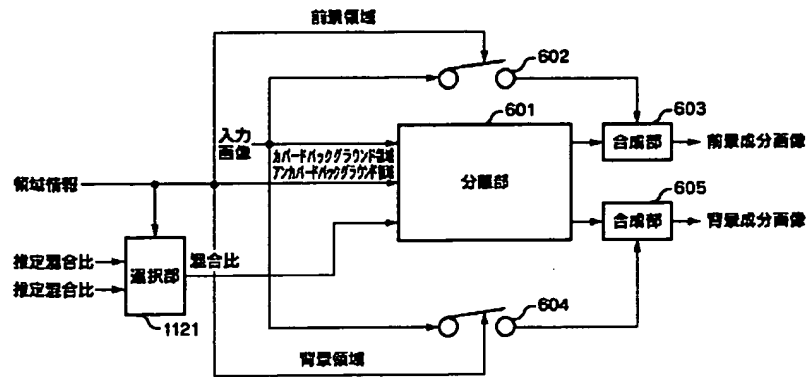 前景領域
602
601
603
入力
画像
カバードバックグラウンド領域
アンカバードバックグラウンド領域
分離部
合成部
前景成分画像
領域情報
605
合成部
背景成分画像
推定混合比
推定混合比
選択部
混合比
1121
604
背景領域